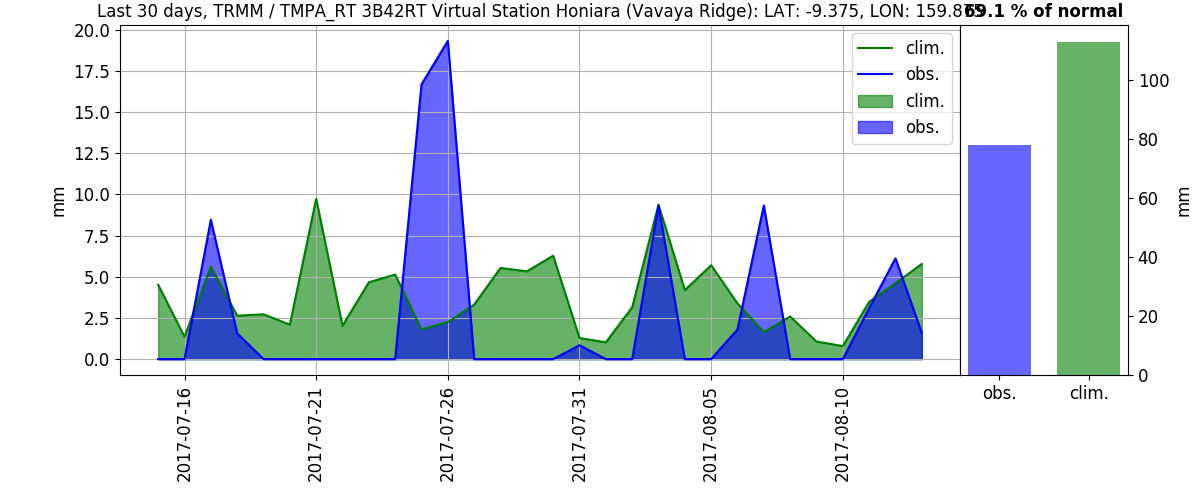 Last 30 days, TRMM / TMPA_RT 3B42RT Virtual Station Honiara (Vavaya Ridge): LAT: -9.375, LON: 159.875
69.1 % of normal
20.0
17.5
15.0
12.5
10.0
7.5
5.0
2.5
0.0
mm
clim.
obs.
clim.
obs.
2017-07-16
2017-07-21
2017-07-26
2017-07-31
2017-08-05
2017-08-10
100
80
60
40
20
0
mm
obs.
clim.